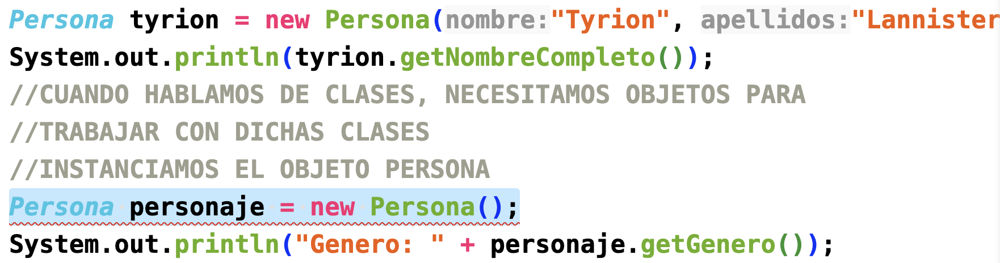 Persona tyrion = new Persona(nombre:"Tyrion", apellidos:"Lannister
System.out.println(tyrion.getNombreCompleto());
//CUANDO HABLAMOS DE CLASES, NECESITAMOS OBJETOS PARA
//TRABAJAR CON DICHAS CLASES
//INSTANCIAMOS EL OBJETO PERSONA
Persona personaje = new Persona();
System.out.println("Genero: " + personaje.getGenero());